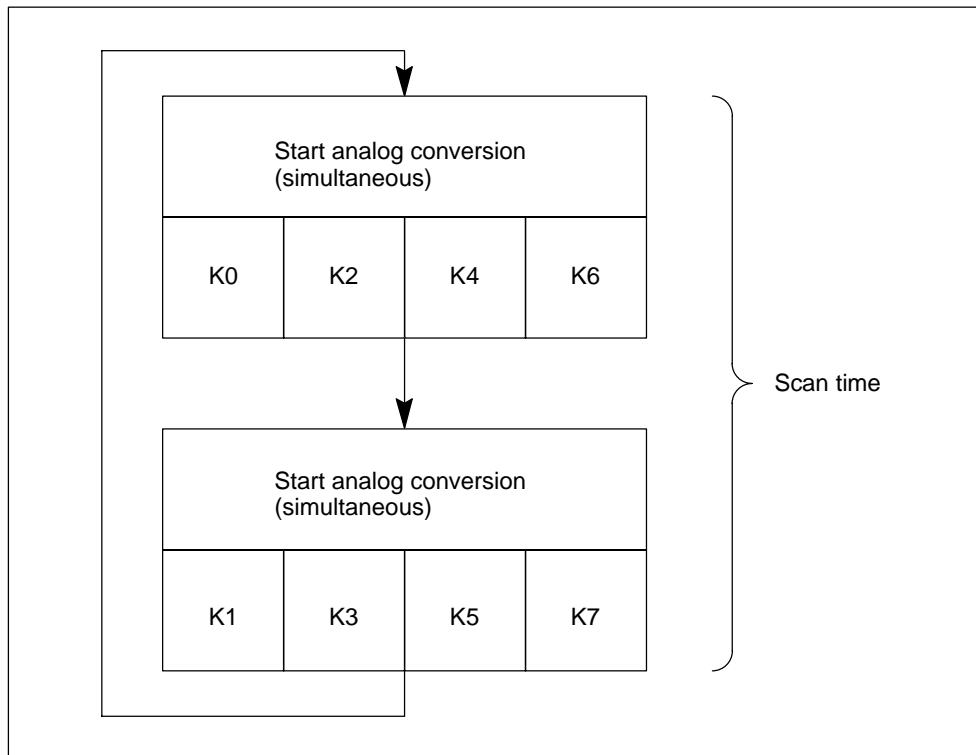 Start analog conversion
(simultaneous)
K0 K2 K4 K6
Scan time
Start analog conversion
(simultaneous)
K1 K3 K5 K7